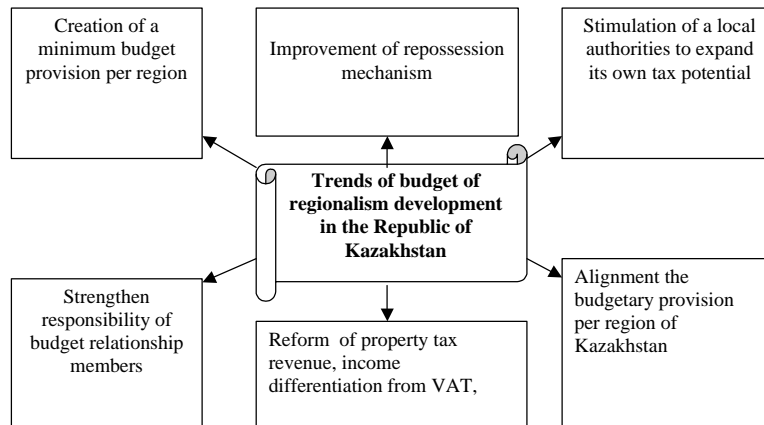 Creation of a
minimum budget
provision per region
Improvement of repossession
mechanism
Stimulation of a local
authorities to expand
its own tax potential
Trends of budget of
regionalism development
in the Republic of
Kazakhstan
Strengthen
responsibility of
budget relationship
members
Reform of property tax
revenue, income
differentiation from VAT,
Alignment the
budgetary provision
per region of
Kazakhstan